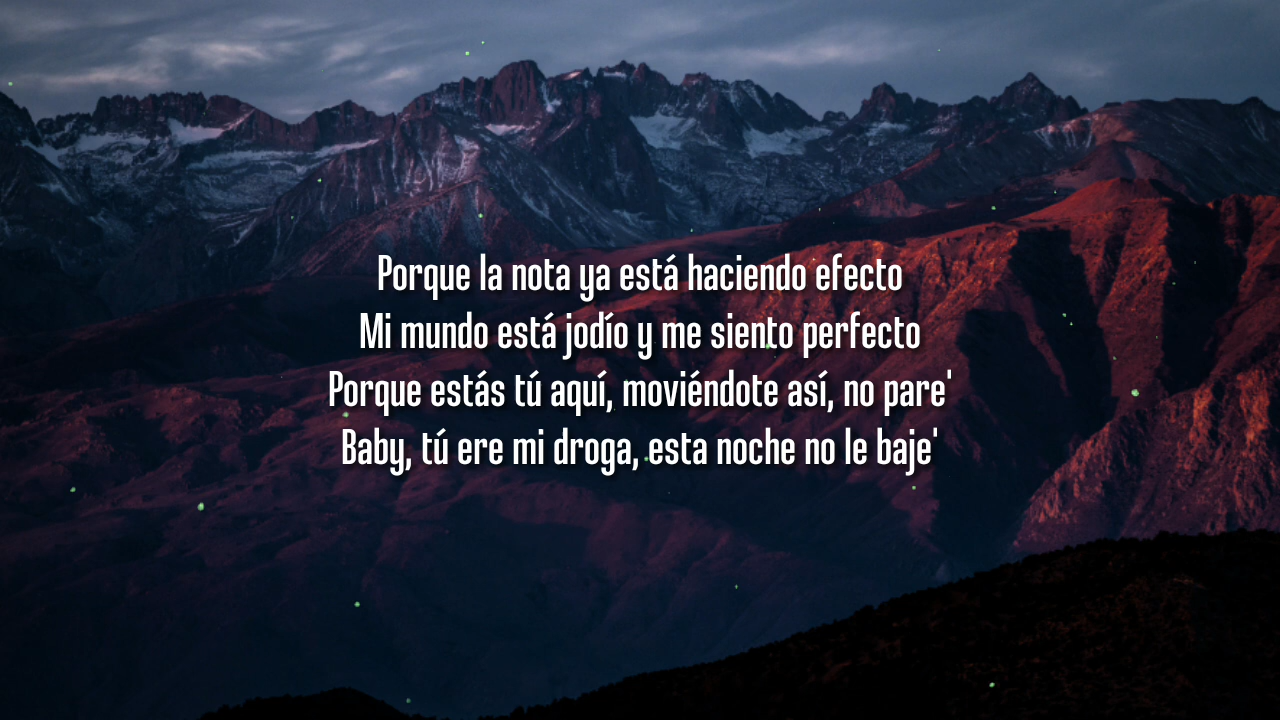 Porque la nota ya está haciendo efecto
Mi mundo está jodío y me siento perfecto
Porque estás tú aquí, moviéndote así, no pare'
Baby, tú ere mi droga, esta noche no le baje'